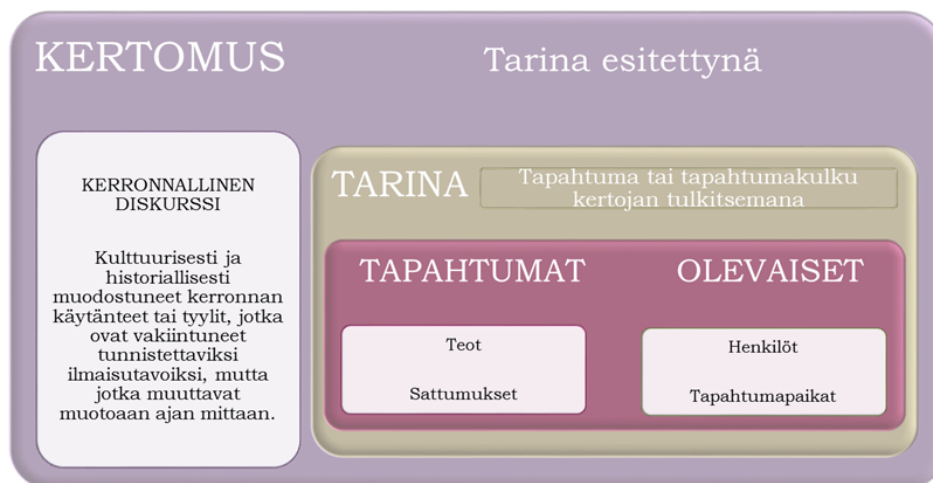 KERTOMUS
Tarina esitettynä
KERRONNALLINEN
DISKURSSI
Kulttuurisesti ja
historiallisesti
muodostuneet kerronnan
käytänteet tai tyylit, jotka
ovat vakiintuneet
tunnistettaviksi
ilmaisutavoiksi, mutta
jotka muuttavat
muotoaan ajan mittaan.
TARINA
Tapahtuma tai tapahtumakulku
kertojan tulkitsemana
TAPAHTUMAT
Teot
Sattumukset
OLEVAISET
Henkilöt
Tapahtumapaikat